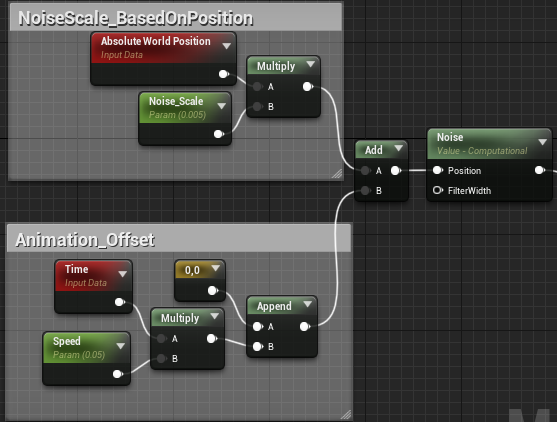 NoiseScale_BasedOnPosition
Absolute World Position
Input Data
Multiply
A
B
Noise_Scale
Param (0.005)
Add
A
B
Noise
Value - Computational
Position
FilterWidth
Animation_Offset
Time
Input Data
0,0
Multiply
A
B
Append
A
B
Speed
Param (0.05)
M